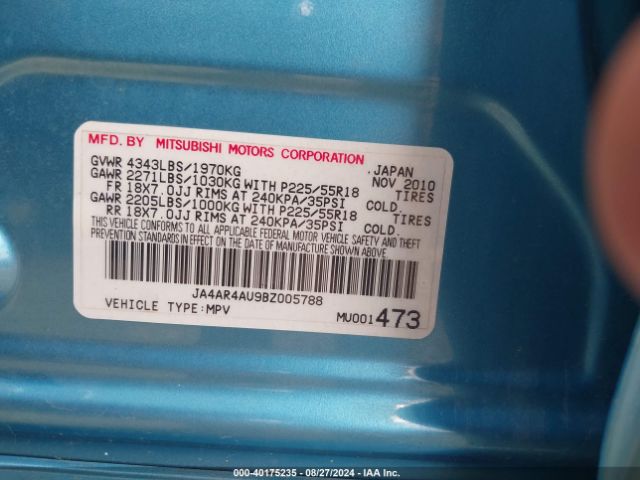 MFD. BY MITSUBISHI MOTORS CORPORATION
GVWR 4343LBS/1970KG JAPAN
GAWR 2271LBS/1030KG WITH P225/55R18 NOV 2010
FR 18X7.0JJ RIMS AT 240KPA/35PSI COLD. TIRES
GAWR 2205LBS/1000KG WITH P225/55R18
RR 18X7.0JJ RIMS AT 240KPA/35PSI COLD. TIRES
THIS VEHICLE CONFORMS TO ALL APPLICABLE FEDERAL MOTOR VEHICLE SAFETY AND THEFT
PREVENTION STANDARDS IN EFFECT ON THE DATE OF MANUFACTURE SHOWN ABOVE.
JA4AR4AU9BZ005788
VEHICLE TYPE:MPV MU001473
00-40175235 - 08/27/2024 - IAA Inc.